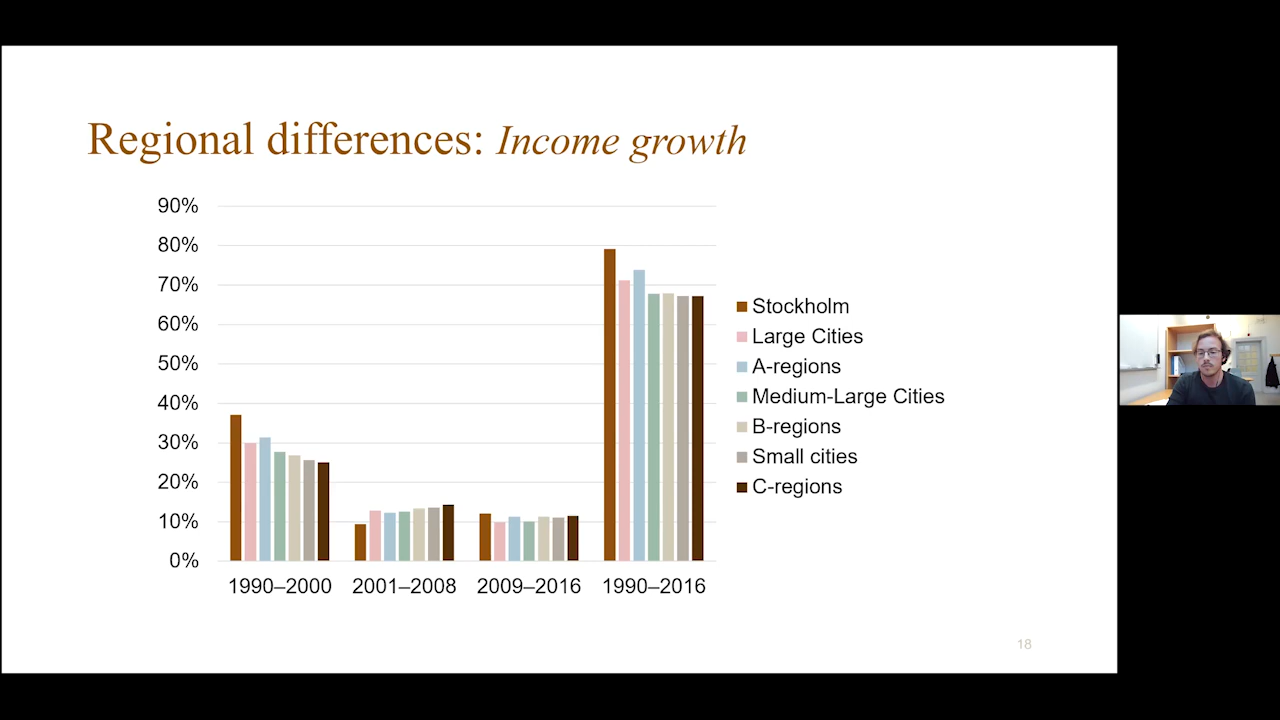 Regional differences: Income growth
90%
80%
70%
60%
50%
40%
30%
20%
10%
0%
1990–2000 2001–2008 2009–2016 1990–2016
Stockholm
Large Cities
A-regions
Medium-Large Cities
B-regions
Small cities
C-regions
18